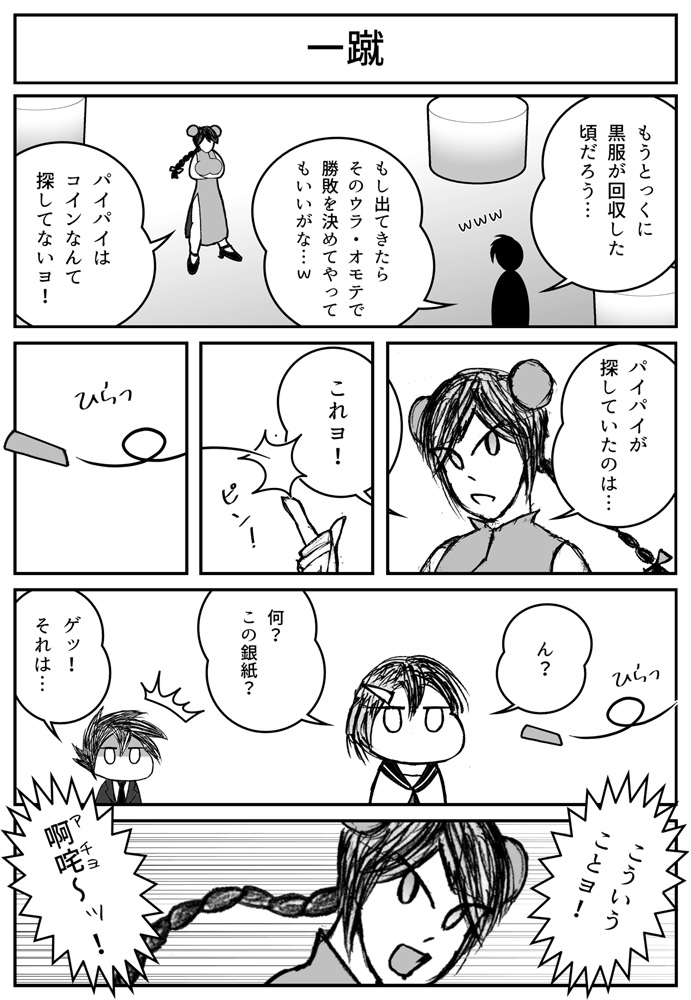 一蹴
もうとっくに
黒服が回収した
頃だろう…
www
もし出てきたら
そのウラ・オモテで
勝敗を決めてやって
もいいがな…w
パイパイは
コインなんて
探してないヨ！
パイパイが
探していたのは…
これヨ！
ピン！
ひらっ
ひらっ
ん？
何？
この銀紙？
ゲッ！
それは…
こういう
ことヨ！
啊咤〜ッ！
アチョ